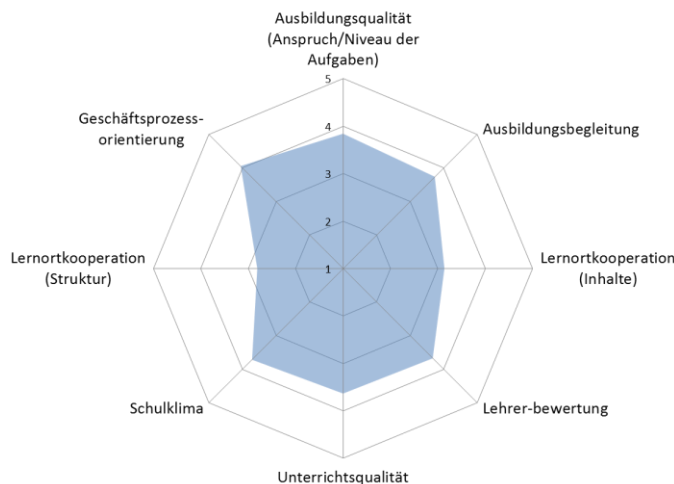 Ausbildungsqualität
(Anspruch/Niveau der
Aufgaben)
5
Geschäftsprozess-
orientierung
4
Ausbildungsbegleitung
3
2
Lernortkooperation
(Struktur)
1
Lernortkooperation
(Inhalte)
Schulklima
Lehrer-bewertung
Unterrichtsqualität